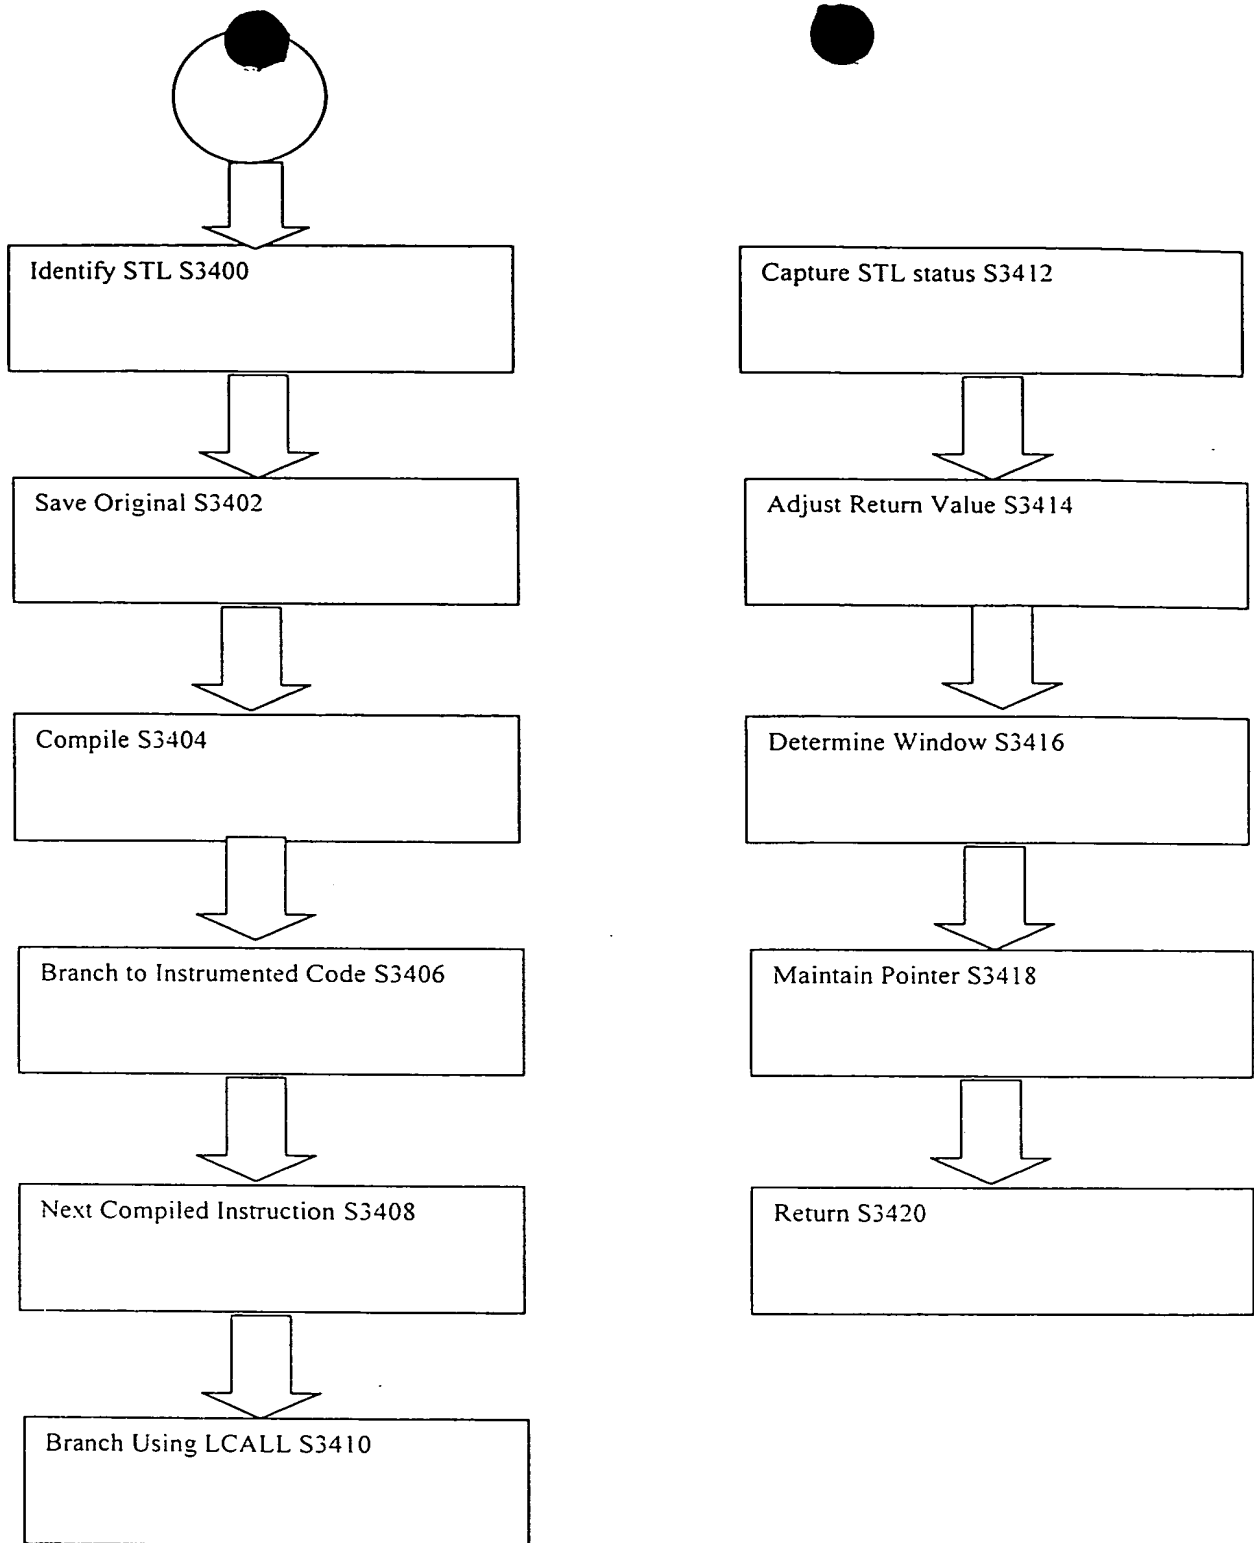 Identify STL S3400
Save Original S3402
Compile S3404
Branch to Instrumented Code S3406
Next Compiled Instruction S3408
Branch Using LCALL S3410
Capture STL status S3412
Adjust Return Value S3414
Determine Window S3416
Maintain Pointer S3418
Return S3420